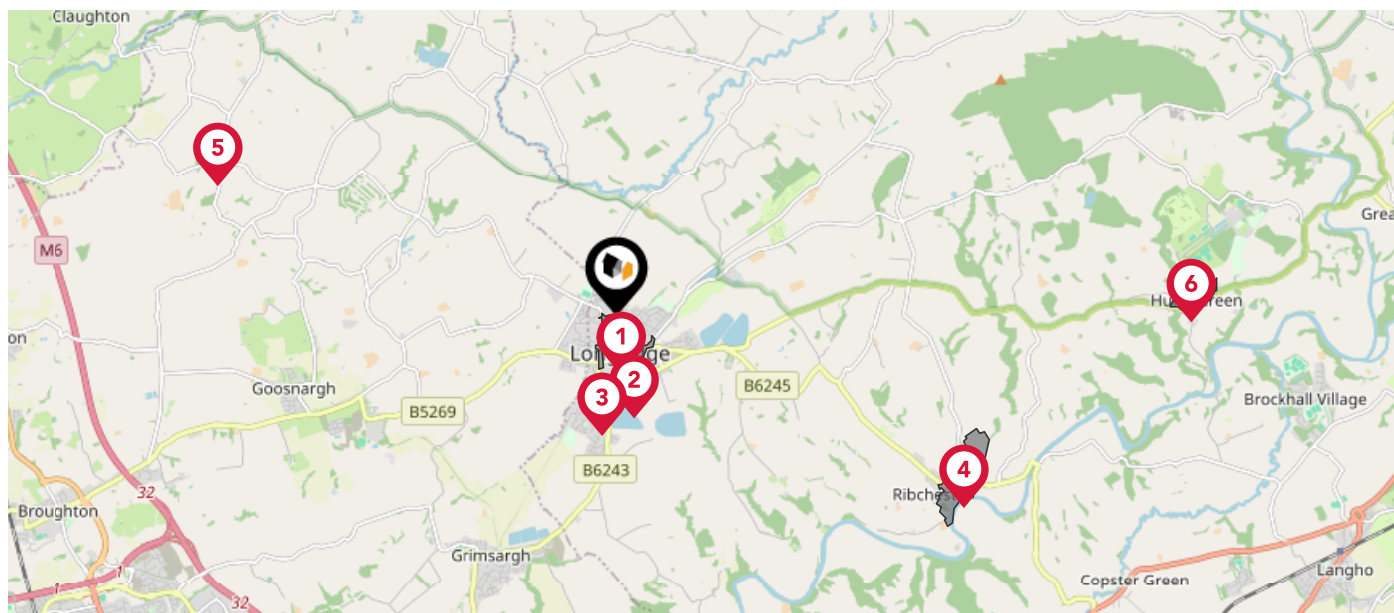 Claughton
5
M6
Grea
6
on
1
2
3
Goosnargh
B5269
B6245
Brockhall Village
B6243
4
32
Broughton
Grimsargh
1
1
32
Copster Green
Langho